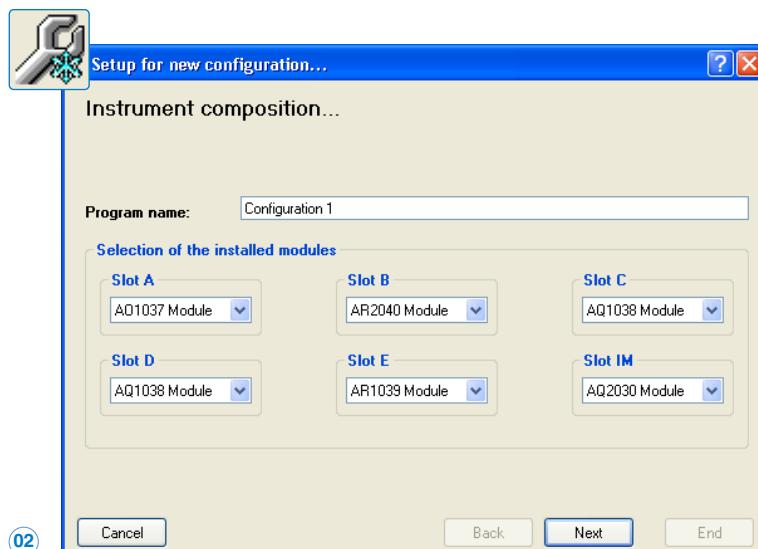 Setup for new configuration...
Instrument composition...
Program name: Configuration 1
Selection of the installed modules
Slot A Slot B Slot C
AO1037 Module AR2040 Module AQ1038 Module
Slot D Slot E Slot IM
AQ1038 Module AR1039 Module AQ2030 Module
Cancel Back Next End
02